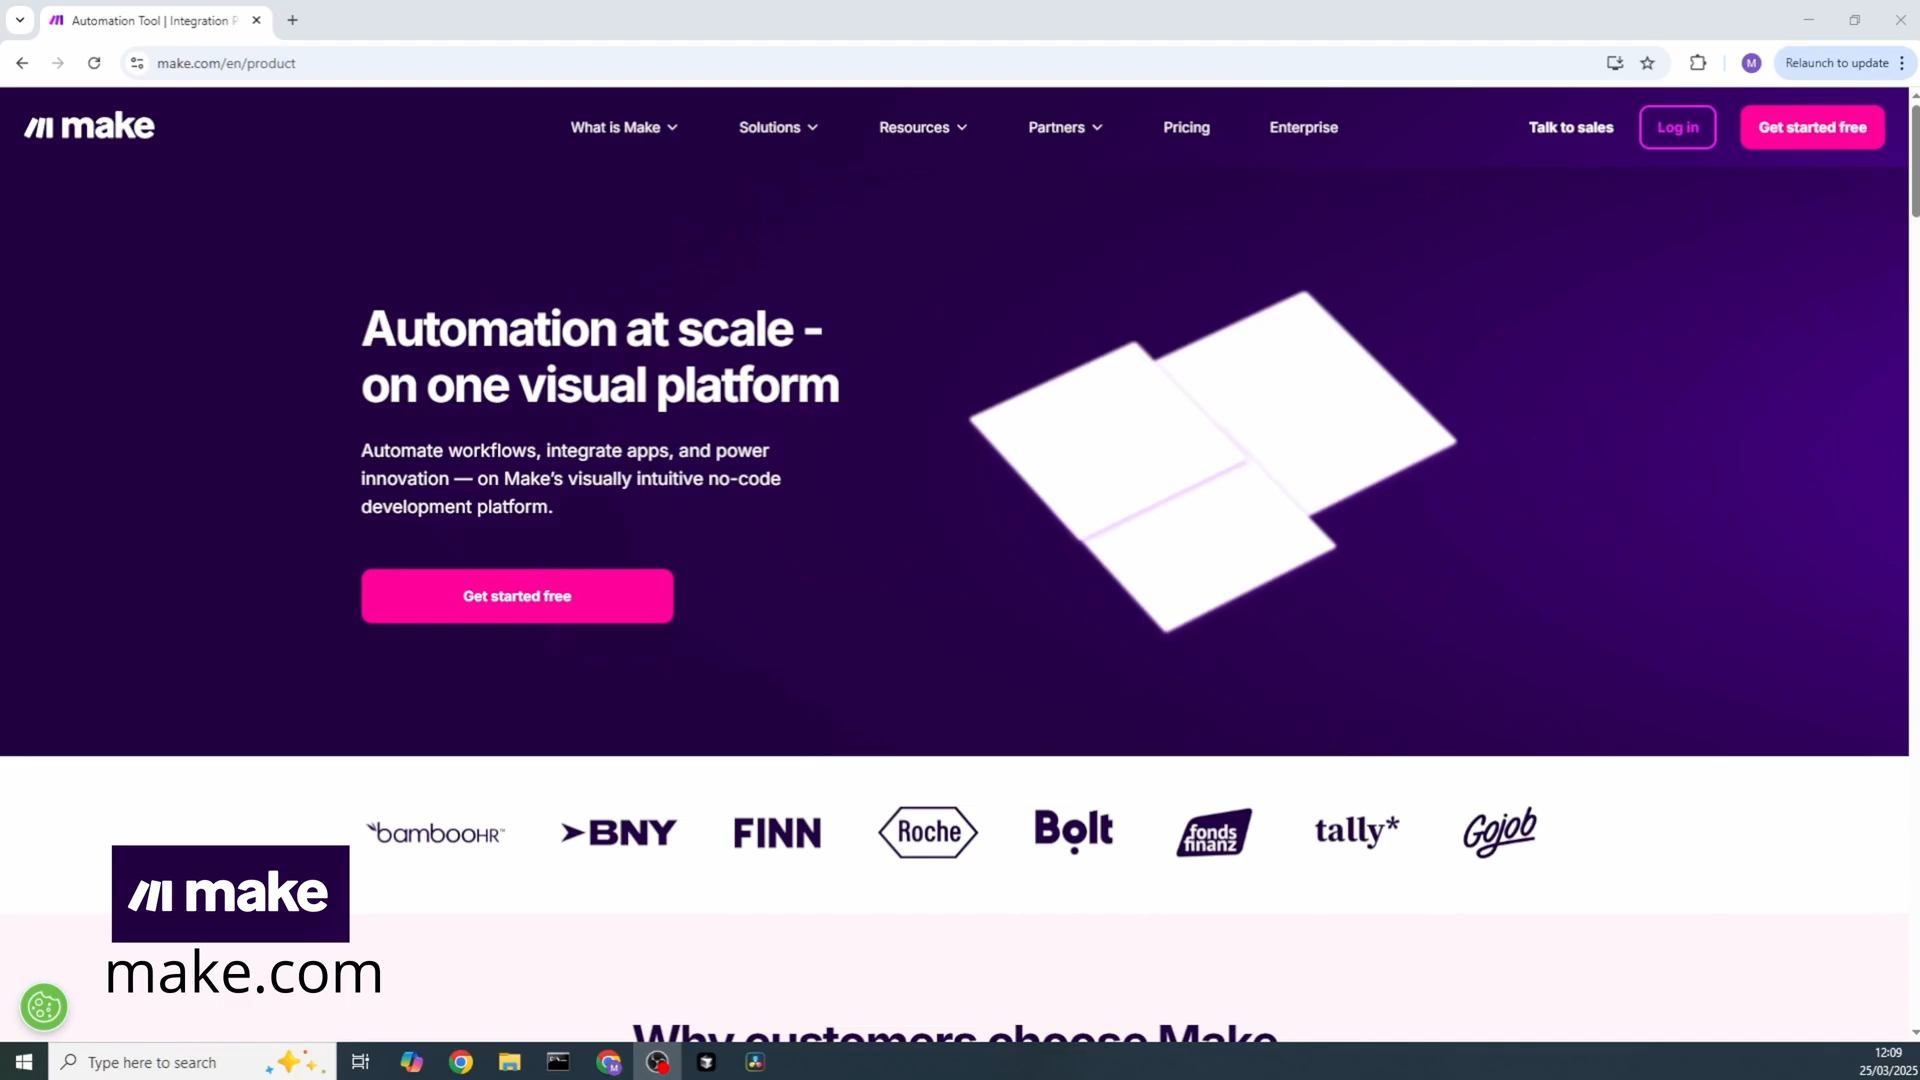 Automation Tool | Integration P
make.com/en/product
M
Relaunch to update
make
What is Make
Solutions
Resources
Partners
Pricing
Enterprise
Talk to sales
Log in
Get started free
Automation at scale -
on one visual platform
Automate workflows, integrate apps, and power
innovation — on Make's visually intuitive no-code
development platform.
Get started free
bambooHR™
BNY
FINN
Roche
Bolt
fonds
finanz
tally*
Gojob
make
make.com
Why customers choose Make
Type here to search
M
12:09
25/03/2025